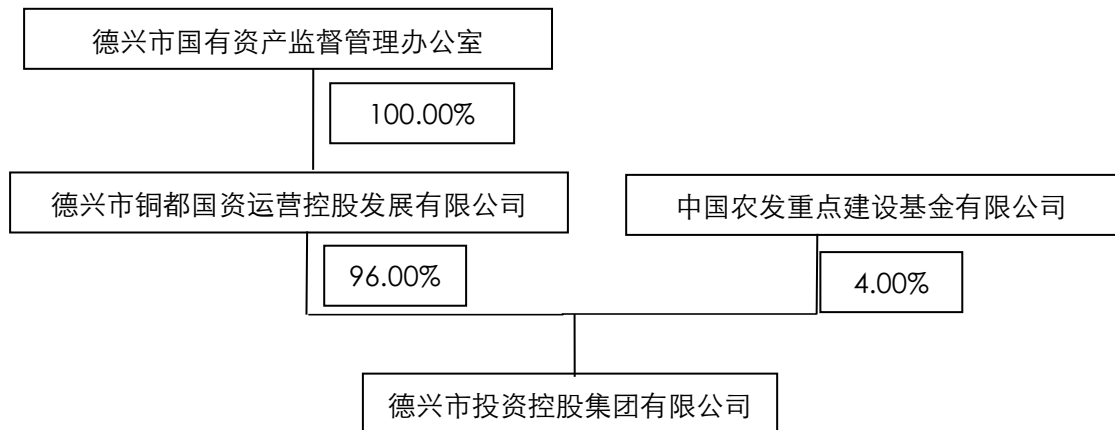 德兴市国有资产监督管理办公室
100.00%
德兴市铜都国资运营控股发展有限公司
中国农发重点建设基金有限公司
96.00%
4.00%
德兴市投资控股集团有限公司